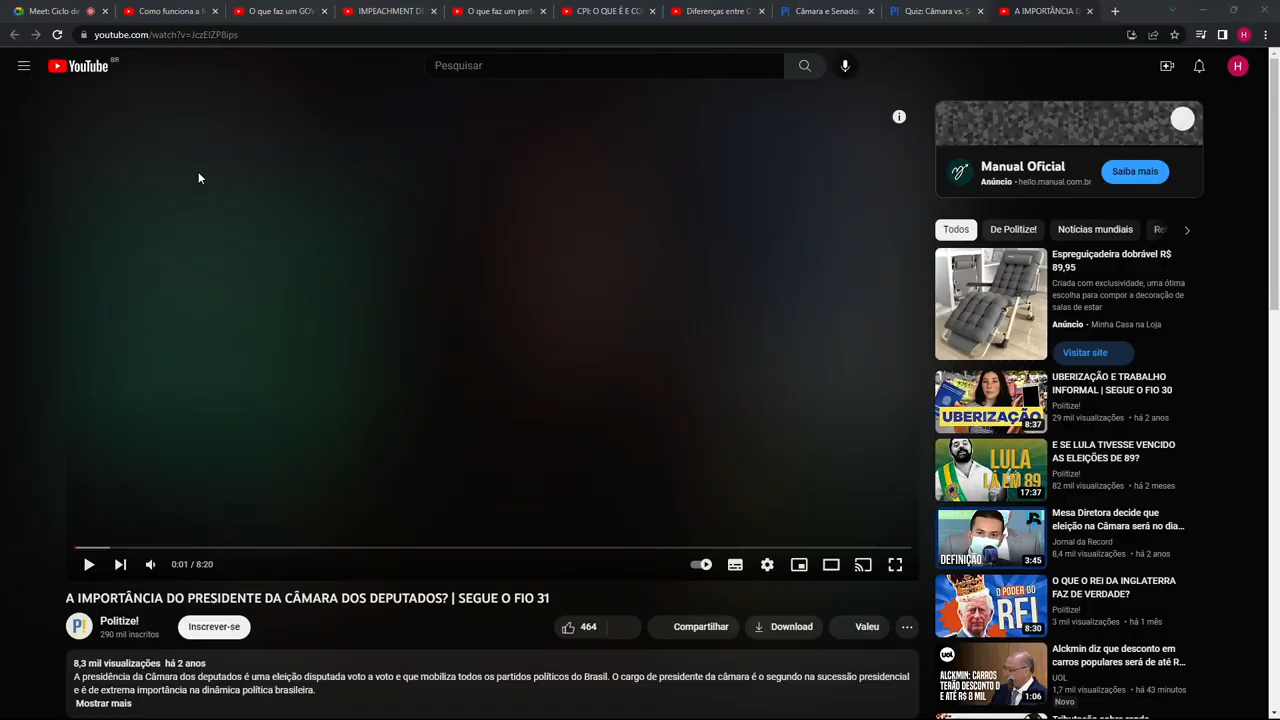 Meet: Ciclo de
Como funciona a
O que faz um GO
IMPEACHMENT D
O que faz um pref
CPI: O QUE É E CO
Diferenças entre C
Câmara e Senado
Quiz: Câmara vs. S
A IMPORTÂNCIA D
youtube.com/watch?v=JczEIZP8ips
H
YouTube BR
Pesquisar
H
Manual Oficial
Anúncio · hello.manual.com.br
Saiba mais
Todos
De Politize!
Notícias mundiais
Espreguiçadeira dobrável R$
89,95
Criada com exclusividade, uma ótima
escolha para compor a decoração de
salas de estar
Anúncio · Minha Casa na Loja
Visitar site
UBERIZAÇÃO
8:37
UBERIZAÇÃO E TRABALHO
INFORMAL | SEGUE O FIO 30
Politize!
29 mil visualizações • há 2 anos
LULA
LÁ EM 89
17:37
E SE LULA TIVESSE VENCIDO
AS ELEIÇÕES DE 89?
Politize!
82 mil visualizações • há 2 meses
DEFINIÇÃO
3:45
Mesa Diretora decide que
eleição na Câmara será no dia...
Jornal da Record
8,4 mil visualizações • há 2 anos
O PODER DO
REI
8:30
O QUE O REI DA INGLATERRA
FAZ DE VERDADE?
Politize!
3 mil visualizações • há 1 mês
UOL
ALCKMIN: CARROS
TERÃO DESCONTO D
E ATÉ R$ 8 MIL
1:06
Alckmin diz que desconto em
carros populares será de até R...
UOL
1,7 mil visualizações • há 43 minutos
Novo
0:01 / 8:20
A IMPORTÂNCIA DO PRESIDENTE DA CÂMARA DOS DEPUTADOS? | SEGUE O FIO 31
P!
Politize!
290 mil inscritos
Inscrever-se
464
Compartilhar
Download
Valeu
8,3 mil visualizações há 2 anos
A presidência da Câmara dos deputados
voto a voto e que mobiliza todos os partidos políticos do Brasil. O cargo de presidente da câmara é o segundo na sucessão presidencial
e é de extrema importância na dinâmica política brasileira.
Mostrar mais